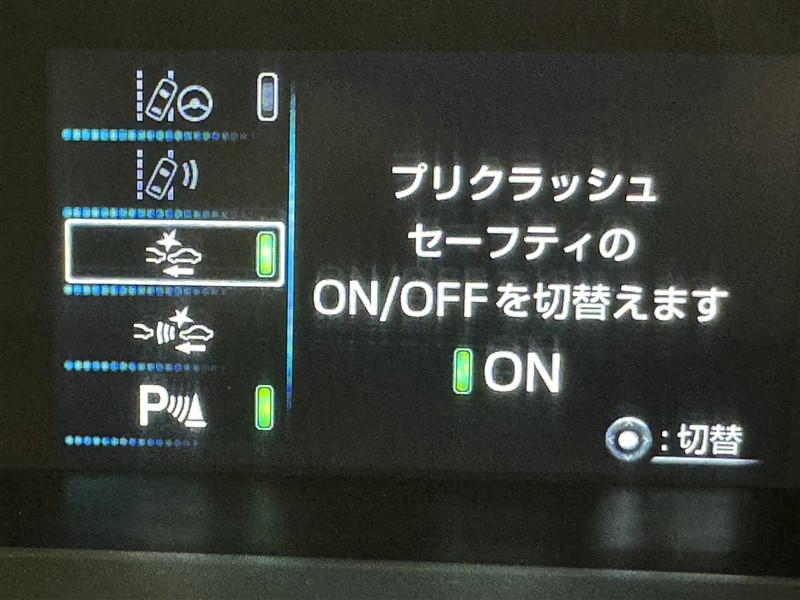 プリクラッシュ
セーフティの
ON/OFFを切替えます
ON
:切替
P